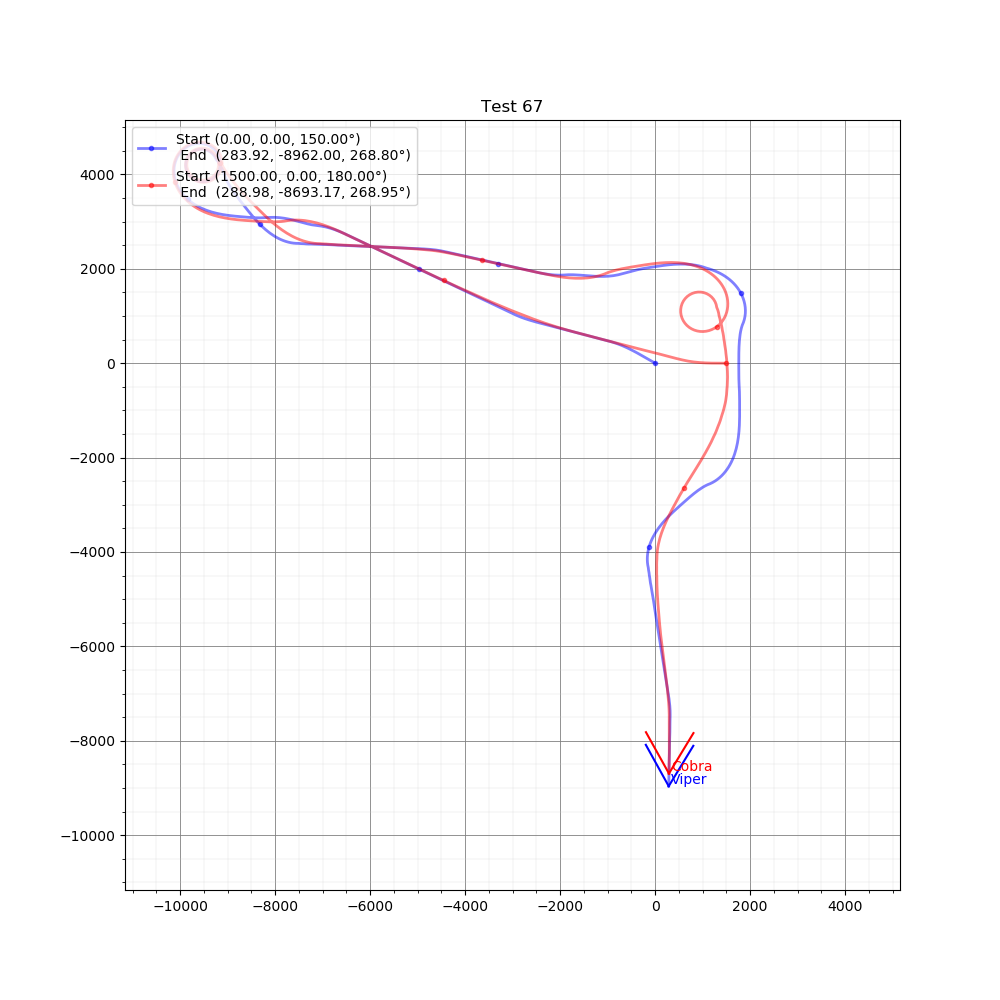 Test 67
Start (0.00, 0.00, 150.00°)
End  (283.92, -8962.00, 268.80°)
Start (1500.00, 0.00, 180.00°)
End  (288.98, -8693.17, 268.95°)
4000
2000
0
−2000
−4000
−6000
−8000
−10000
Cobra
Viper
−10000
−8000
−6000
−4000
−2000
0
2000
4000